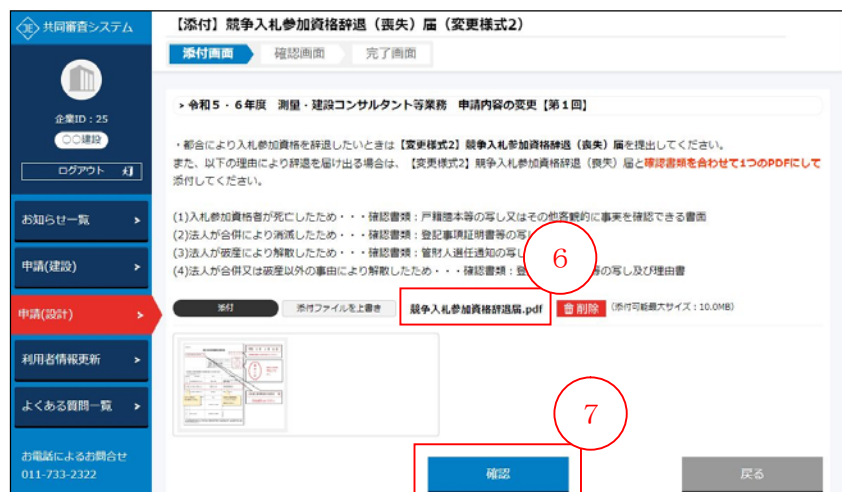 共同審査システム
企業ID：25
〇〇建設
ログアウト
お知らせ一覧
申請(建設)
申請(設計)
利用者情報更新
よくある質問一覧
お電話によるお問合せ
011-733-2322
【添付】競争入札参加資格辞退（喪失）届（変更様式2）
添付画面 確認画面 完了画面
> 令和５・６年度 測量・建設コンサルタント等業務 申請内容の変更【第１回】
・都合により入札参加資格を辞退したいときは【変更様式2】競争入札参加資格辞退（喪失）届を提出してください。
また、以下の理由により辞退を届け出る場合は、【変更様式2】競争入札参加資格辞退（喪失）届と確認書類を合わせて1つのPDFにして
添付してください。
(1)入札参加資格者が死亡したため・・・確認書類：戸籍謄本等の写し又はその他客観的に事実を確認できる書面
(2)法人が合併により消滅したため・・・確認書類：登記事項証明書等の写し
(3)法人が破産により解散したため・・・確認書類：管財人選任通知の写し
(4)法人が合併又は破産以外の事由により解散したため・・・確認書類：登 等の写し及び理由書
6
添付 添付ファイルを上書き 競争入札参加資格辞退届.pdf 削除 (添付可能最大サイズ：10.0MB)
7
確認 戻る